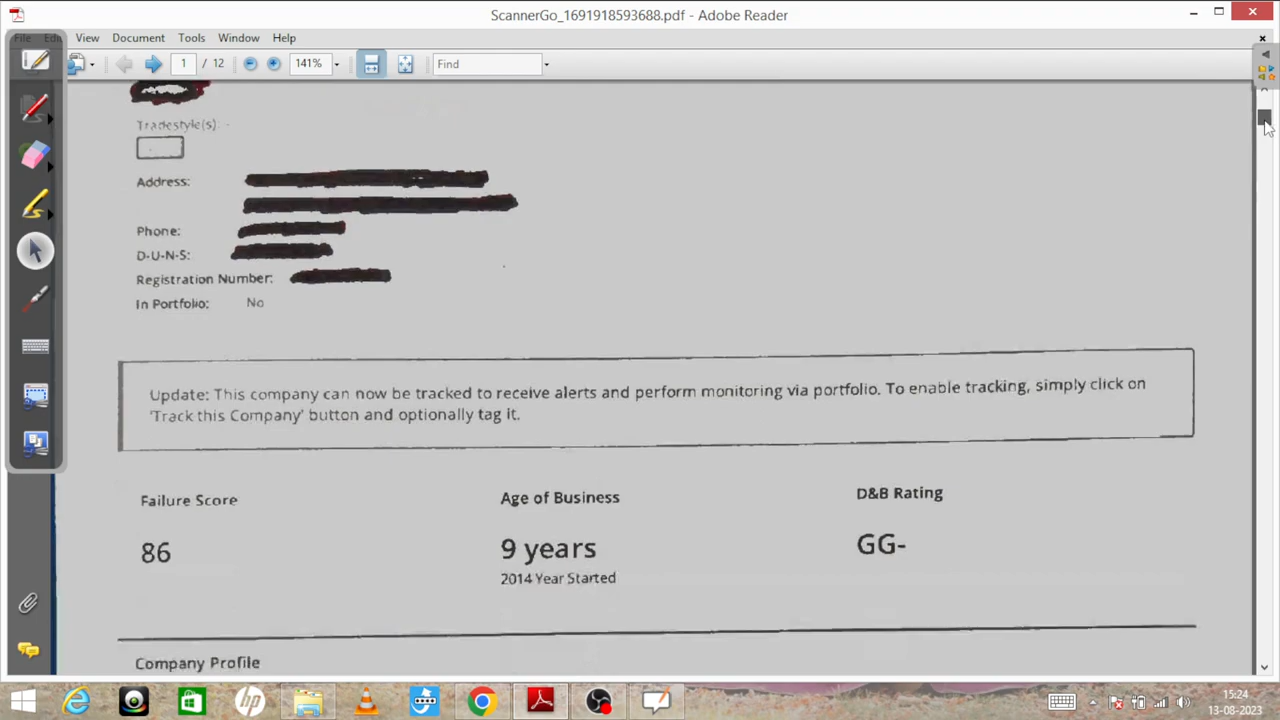 ScannerGo_1691918593688.pdf - Adobe Reader
File Edit View Document Tools Window Help
1 / 12 141% Find
Tradestyle(s): -
Address:
Phone:
D-U-N-S:
Registration Number:
In Portfolio: No
Update: This company can now be tracked to receive alerts and perform monitoring via portfolio. To enable tracking, simply click on
'Track this Company' button and optionally tag it.
Failure Score Age of Business D&B Rating
86 9 years GG-
2014 Year Started
Company Profile
15:24
13-08-2023